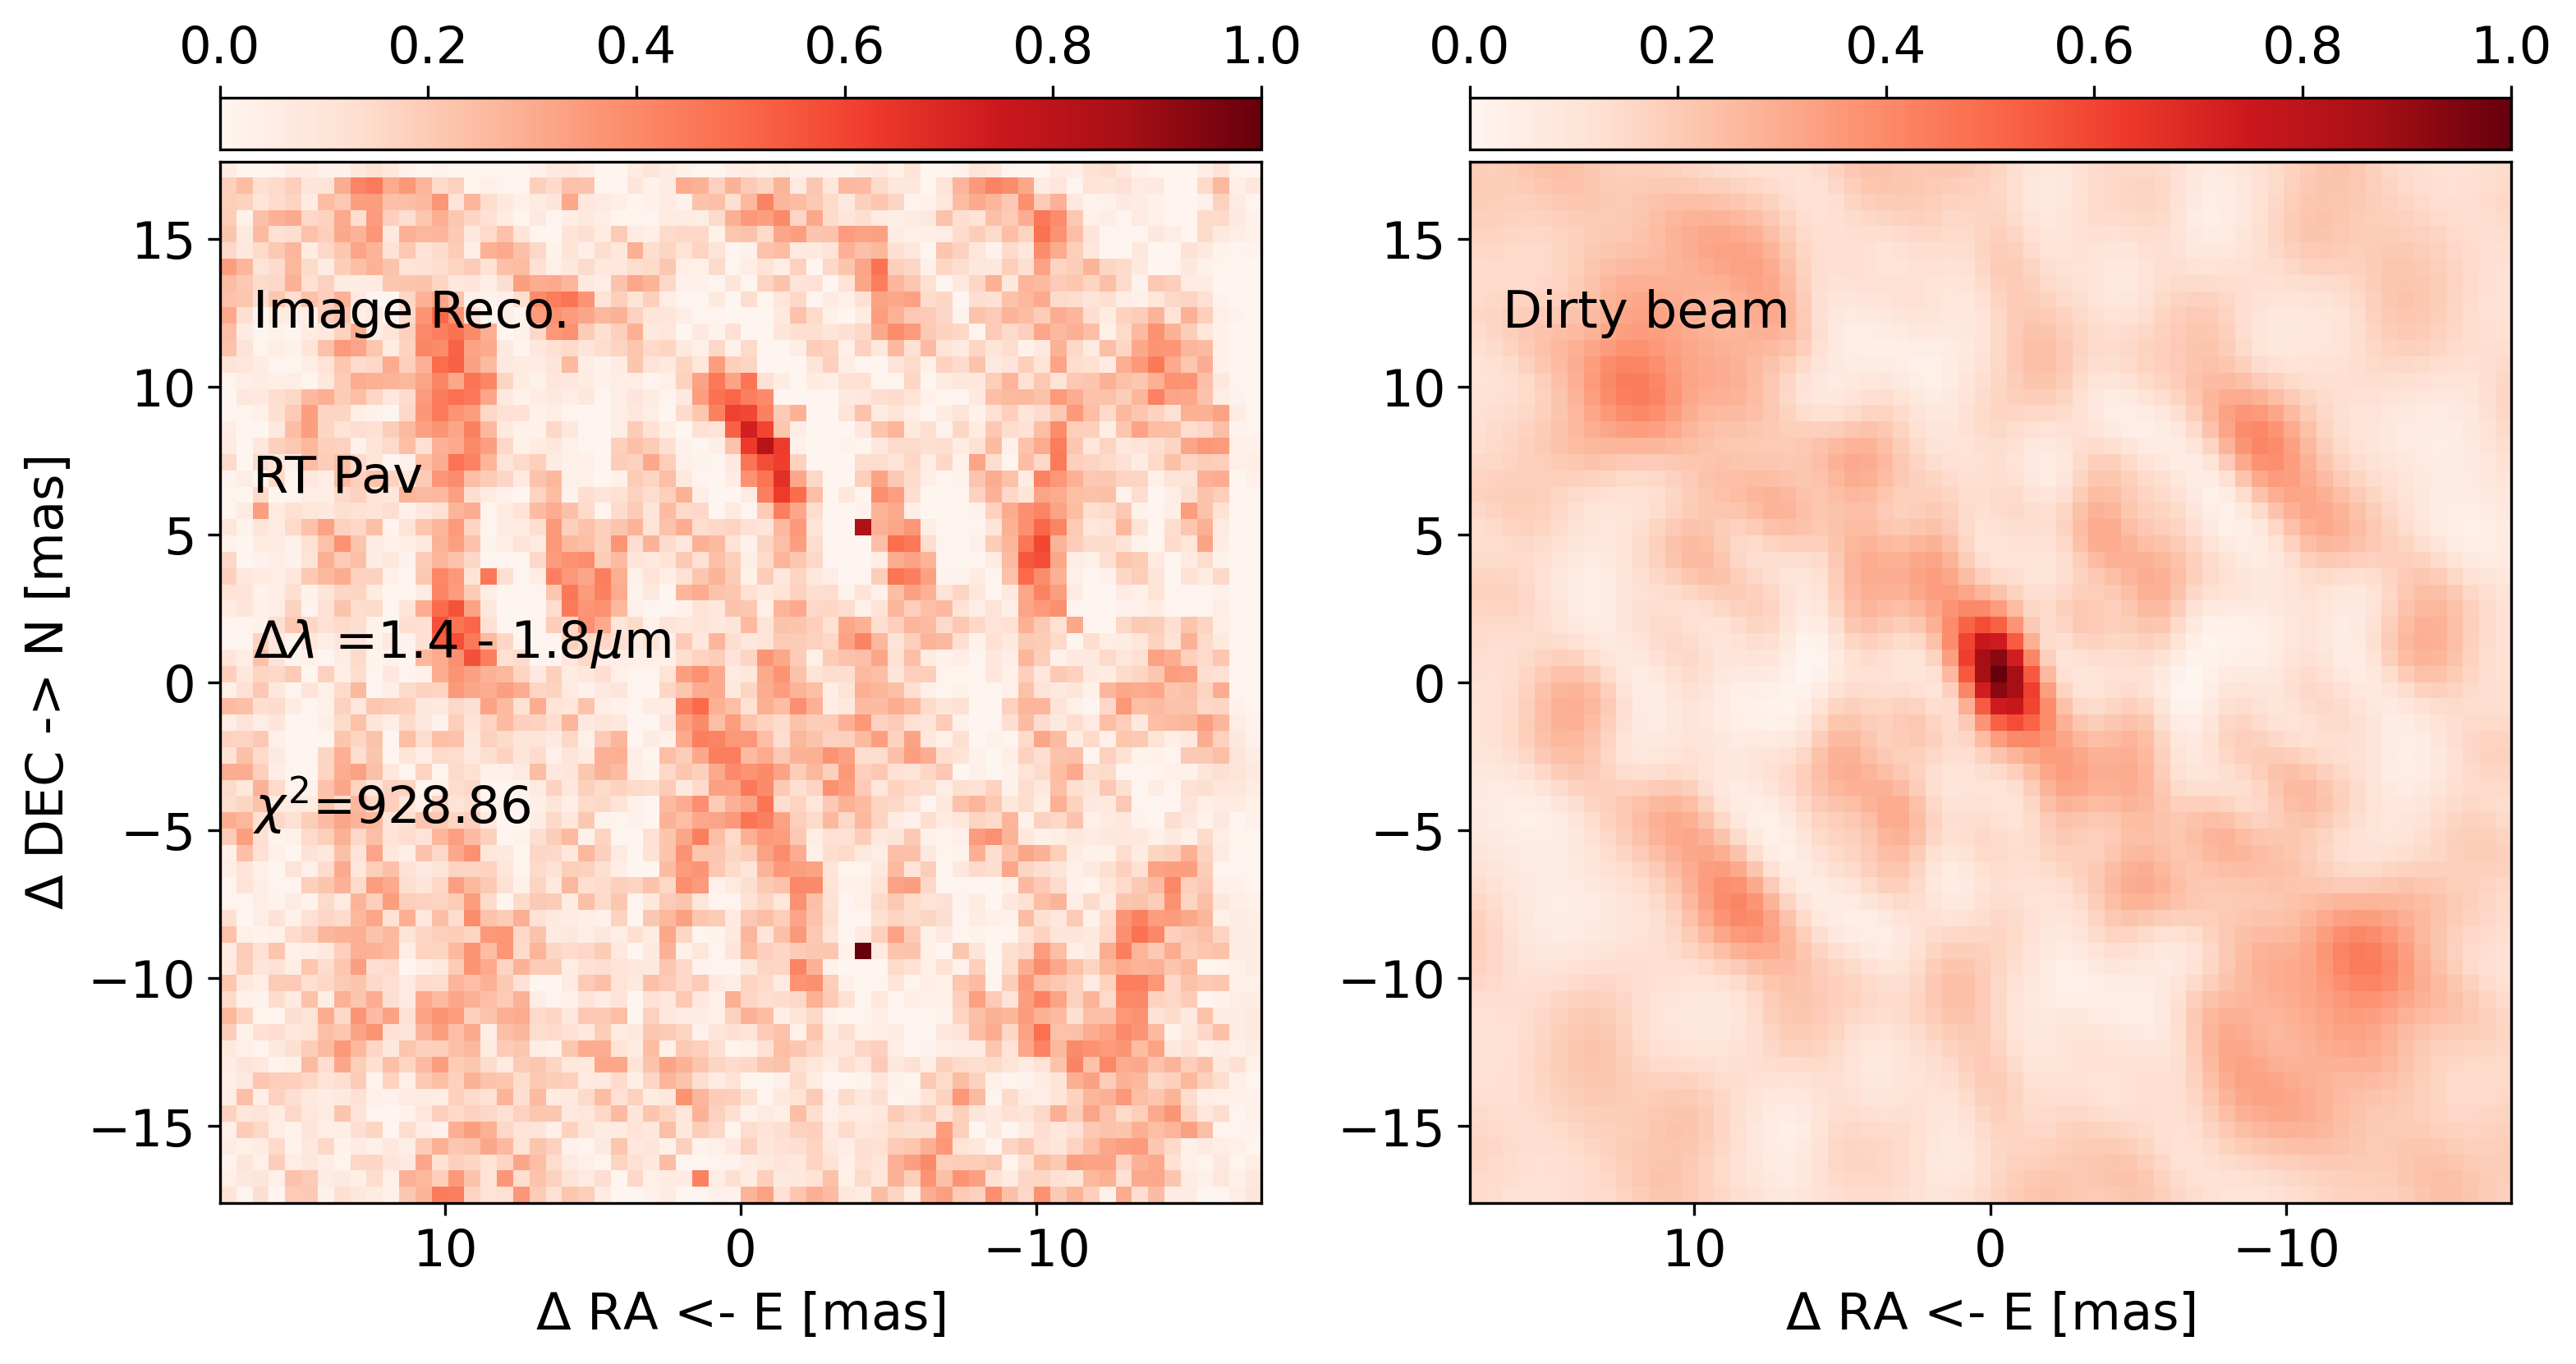 0.0 0.2 0.4 0.6 0.8 1.0
0.0 0.2 0.4 0.6 0.8 1.0
Δ DEC -> N [mas]
15
10
5
0
−5
−10
−15
Image Reco.
RT Pav
Δλ =1.4 - 1.8μm
χ²=928.86
10 0 −10
Δ RA <- E [mas]
15
10
5
0
−5
−10
−15
Dirty beam
10 0 −10
Δ RA <- E [mas]